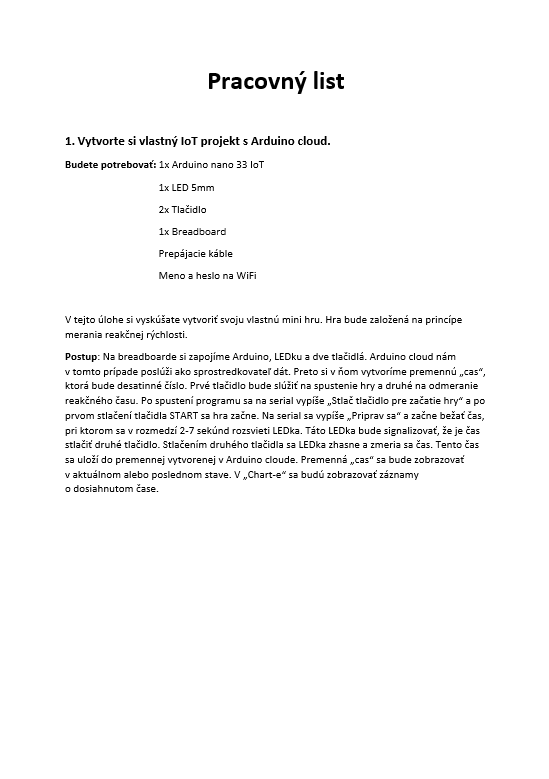 Pracovný list
1. Vytvorte si vlastný IoT projekt s Arduino cloud.
Budete potrebovať: 1x Arduino nano 33 IoT
1x LED 5mm
2x Tlačidlo
1x Breadboard
Prepájacie káble
Meno a heslo na WiFi
V tejto úlohe si vyskúšate vytvoriť svoju vlastnú mini hru. Hra bude založená na princípe
merania reakčnej rýchlosti.
Postup: Na breadboarde si zapojíme Arduino, LEDku a dve tlačidlá. Arduino cloud nám
v tomto prípade poslúži ako sprostredkovateľ dát. Preto si v ňom vytvoríme premennú „cas“,
ktorá bude desatinné číslo. Prvé tlačidlo bude slúžiť na spustenie hry a druhé na odmeranie
reakčného času. Po spustení programu sa na serial vypíše „Stlač tlačidlo pre začatie hry“ a po
prvom stlačení tlačidla START sa hra začne. Na serial sa vypíše „Priprav sa“ a začne bežať čas,
pri ktorom sa v rozmedzí 2-7 sekúnd rozsvieti LEDka. Táto LEDka bude signalizovať, že je čas
stlačiť druhé tlačidlo. Stlačením druhého tlačidla sa LEDka zhasne a zmeria sa čas. Tento čas
sa uloží do premennej vytvorenej v Arduino cloude. Premenná „cas“ sa bude zobrazovať
v aktuálnom alebo poslednom stave. V „Chart-e“ sa budú zobrazovať záznamy
o dosiahnutom čase.